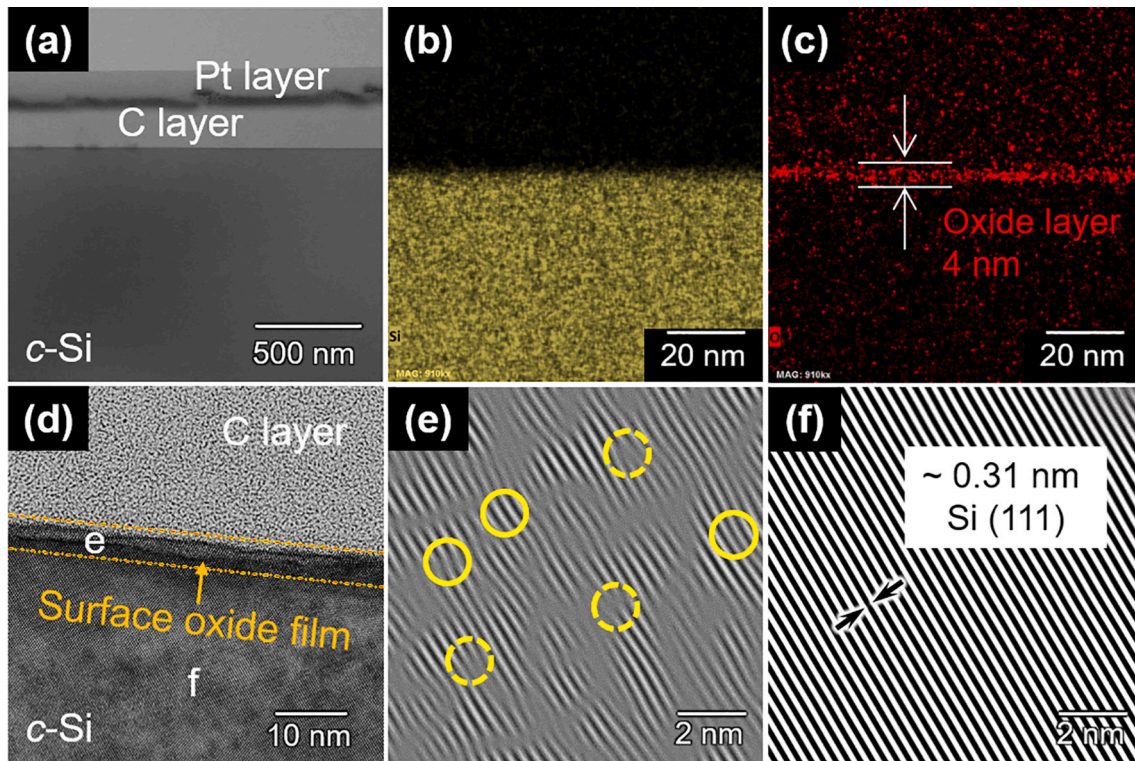 (a)
Pt layer
C layer
c-Si
500 nm
(b)
Si
MAG: 910kx
20 nm
(c)
Oxide layer
4 nm
O
MAG: 910kx
20 nm
(d)
C layer
e
Surface oxide film
f
c-Si
10 nm
(e)
2 nm
(f)
~ 0.31 nm
Si (111)
2 nm